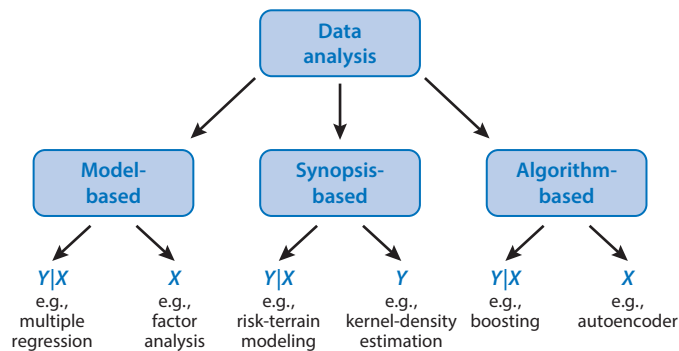 Data
analysis
Model-
based
Synopsis-
based
Algorithm-
based
Y|X
e.g.,
multiple
regression
X
e.g.,
factor
analysis
Y|X
e.g.,
risk-terrain
modeling
Y
e.g.,
kernel-density
estimation
Y|X
e.g.,
boosting
X
e.g.,
autoencoder